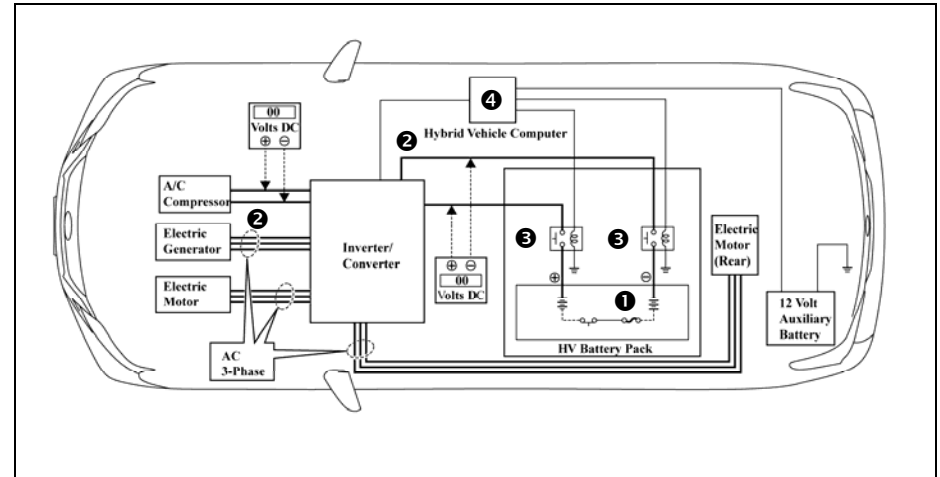 00
Volts DC
⊕ ⊖
❹
Hybrid Vehicle Computer
❷
A/C
Compressor
❷
Electric
Generator
Inverter/
Converter
Electric
Motor
AC
3-Phase
⊕ ⊖
00
Volts DC
❸
❸
⊕
⊖
❶
HV Battery Pack
Electric
Motor
(Rear)
12 Volt
Auxiliary
Battery